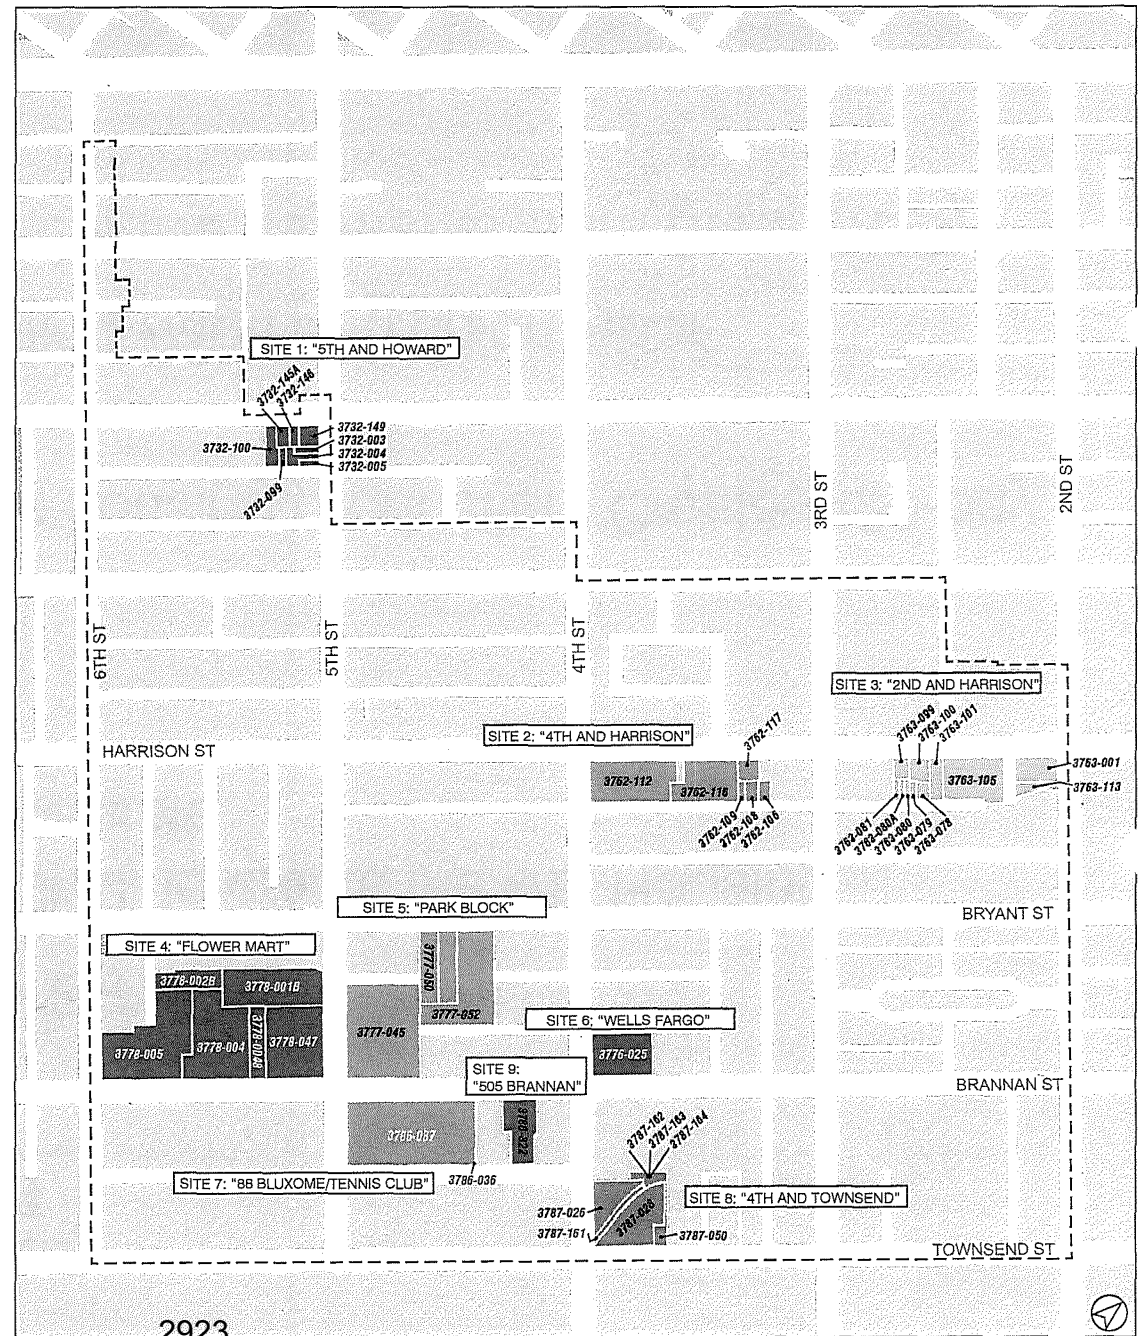 SITE 1: "5TH AND HOWARD"
3732-145A
3732-146
3732-149
3732-003
3732-004
3732-005
3732-100
3732-099
3RD ST
2ND ST
6TH ST
5TH ST
4TH ST
SITE 3: "2ND AND HARRISON"
HARRISON ST
SITE 2: "4TH AND HARRISON"
3762-117
3762-112
3762-116
3762-109
3762-108
3762-106
3763-099
3763-100
3763-101
3763-105
3763-001
3763-113
3763-081
3763-080A
3763-080
3763-079
3763-078
BRYANT ST
SITE 5: "PARK BLOCK"
SITE 4: "FLOWER MART"
3778-002B
3778-001B
3778-005
3778-004
3778-004B
3778-047
3777-050
3777-052
3777-045
SITE 6: "WELLS FARGO"
3776-025
BRANNAN ST
SITE 9:
"505 BRANNAN"
3786-036
SITE 7: "88 BLUXOME/TENNIS CLUB"
3787-162
3787-163
3787-164
SITE 8: "4TH AND TOWNSEND"
3787-026
3787-028
3787-161
3787-050
TOWNSEND ST
2923